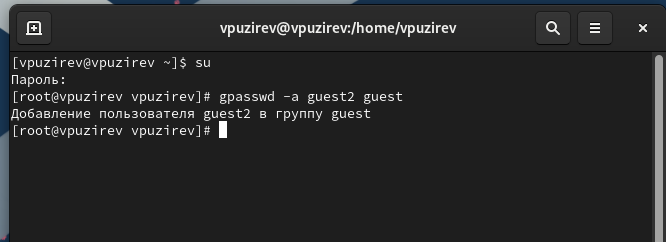 vpuzirev@vpuzirev:/home/vpuzirev
[vpuzirev@vpuzirev ~]$ su
Пароль:
[root@vpuzirev vpuzirev]# gpasswd -a guest2 guest
Добавление пользователя guest2 в группу guest
[root@vpuzirev vpuzirev]#